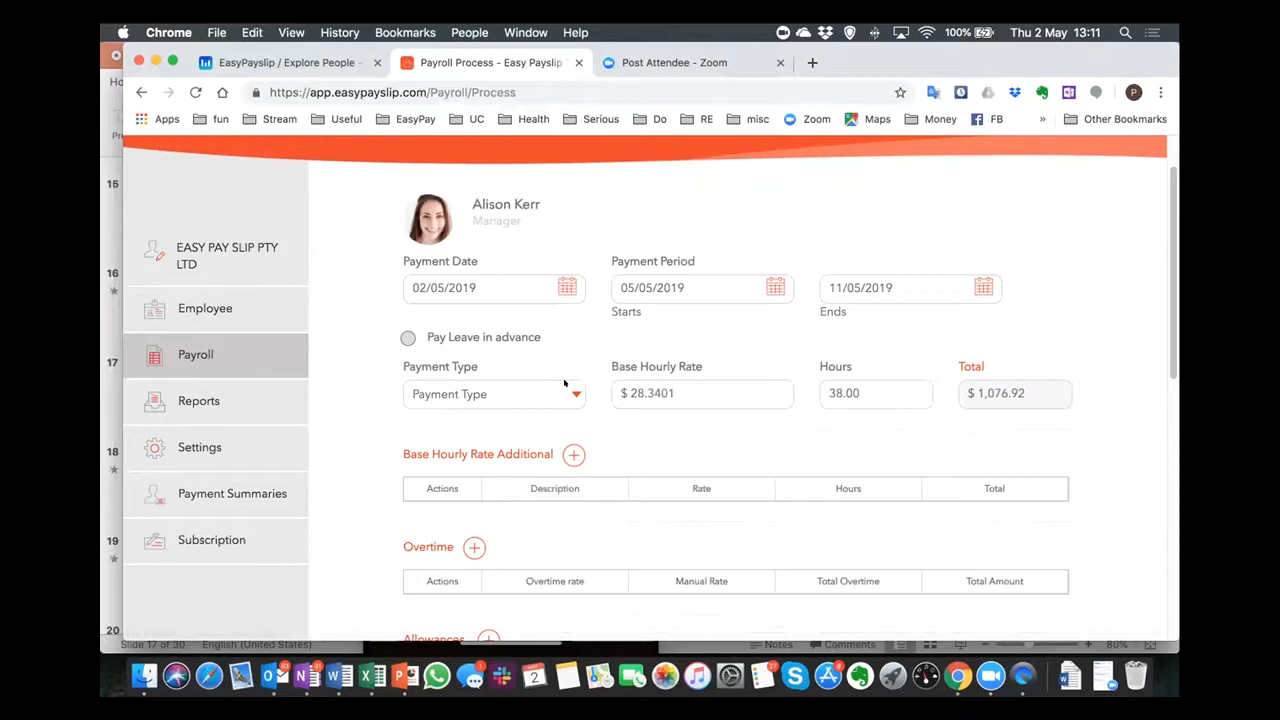 Chrome File Edit View History Bookmarks People Window Help 100% Thu 2 May 13:11
EasyPayslip / Explore People - Payroll Process - Easy Payslip Post Attendee - Zoom
https://app.easypayslip.com/Payroll/Process P
Apps fun Stream Useful EasyPay UC Health Serious Do RE misc Zoom Maps Money FB » Other Bookmarks
15
16
17
18
19
20
EASY PAY SLIP PTY
LTD
Employee
Payroll
Reports
Settings
Payment Summaries
Subscription
Alison Kerr
Manager
Payment Date Payment Period
02/05/2019 05/05/2019 11/05/2019
Starts Ends
Pay Leave in advance
Payment Type Base Hourly Rate Hours Total
Payment Type $ 28.3401 38.00 $ 1,076.92
Base Hourly Rate Additional
Actions Description Rate Hours Total
Overtime
Actions Overtime rate Manual Rate Total Overtime Total Amount
Allowances
Slide 17 of 30 English (United States) Notes Comments 80%